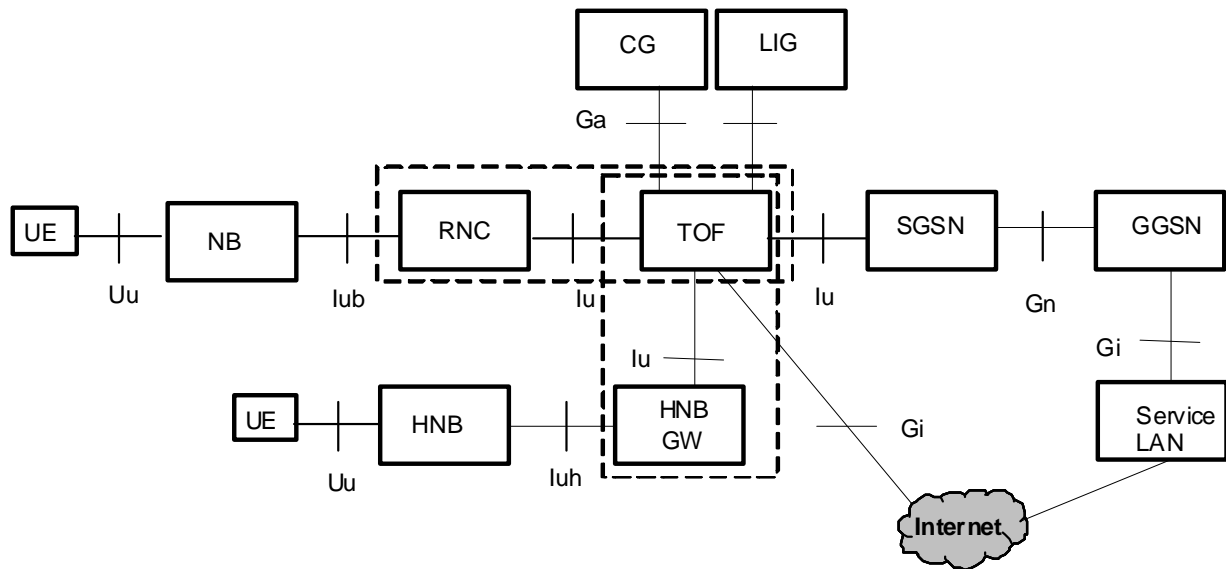 CG
LIG
Ga
UE
NB
RNC
TOF
SGSN
GGSN
Uu
Iub
Iu
Iu
Gn
Iu
Gi
UE
HNB
HNB
GW
Gi
Service
LAN
Uu
Iuh
Internet